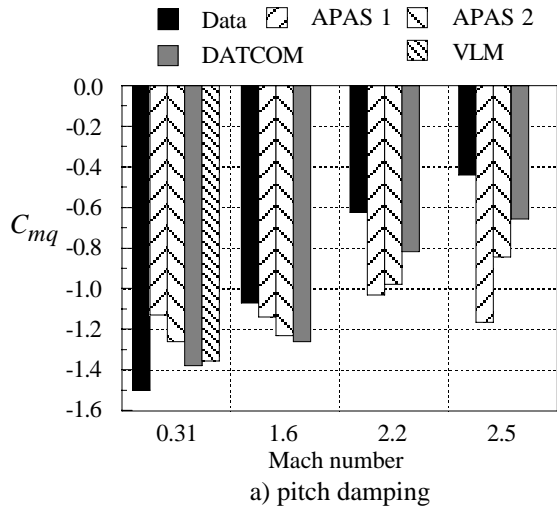 Data APAS 1 APAS 2
DATCOM VLM
0.0
-0.2
-0.4
-0.6
Cmq
-0.8
-1.0
-1.2
-1.4
-1.6
0.31 1.6 2.2 2.5
Mach number
a) pitch damping